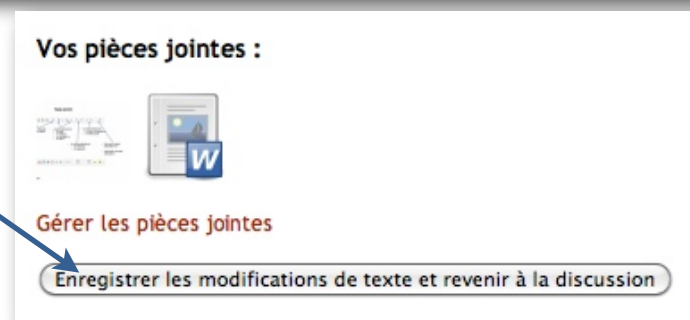 Vos pièces jointes :
W
Gérer les pièces jointes
Enregistrer les modifications de texte et revenir à la discussion